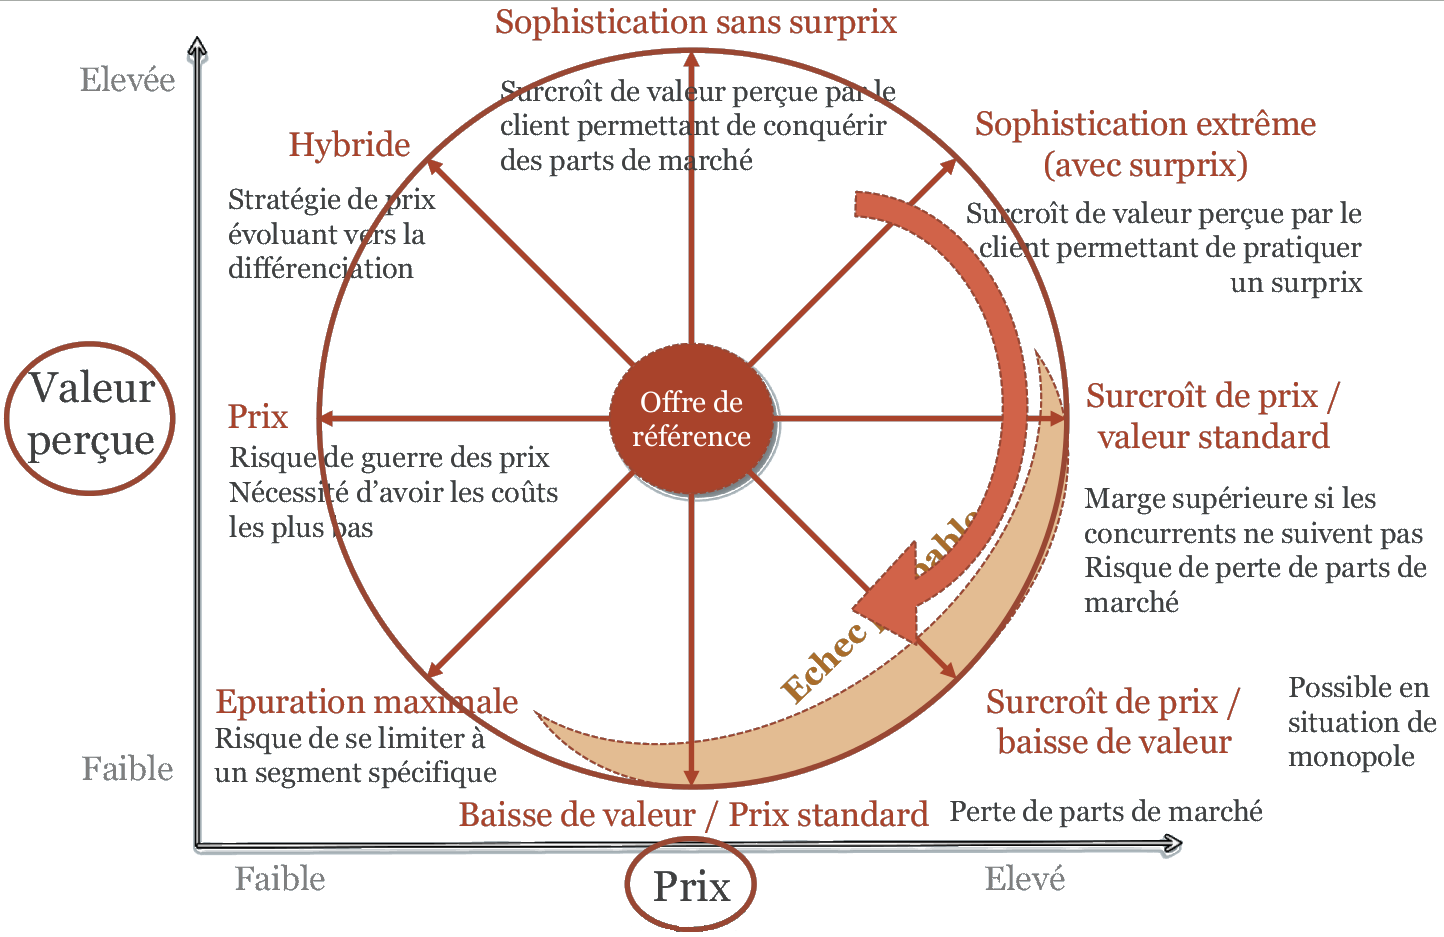 Sophistication sans surprix
Elevée
Surcroît de valeur perçue par le
client permettant de conquérir
des parts de marché
Hybride
Stratégie de prix
évoluant vers la
différenciation
Sophistication extrême
(avec surprix)
Surcroît de valeur perçue par le
client permettant de pratiquer
un surprix
Valeur
perçue
Prix
Risque de guerre des prix
Nécessité d’avoir les coûts
les plus bas
Offre de
référence
Surcroît de prix /
valeur standard
Marge supérieure si les
concurrents ne suivent pas
Risque de perte de parts de
marché
Echec
Epuration maximale
Risque de se limiter à
un segment spécifique
Surcroît de prix /
baisse de valeur
Possible en
situation de
monopole
Faible
Baisse de valeur / Prix standard
Perte de parts de marché
Faible
Prix
Elevé